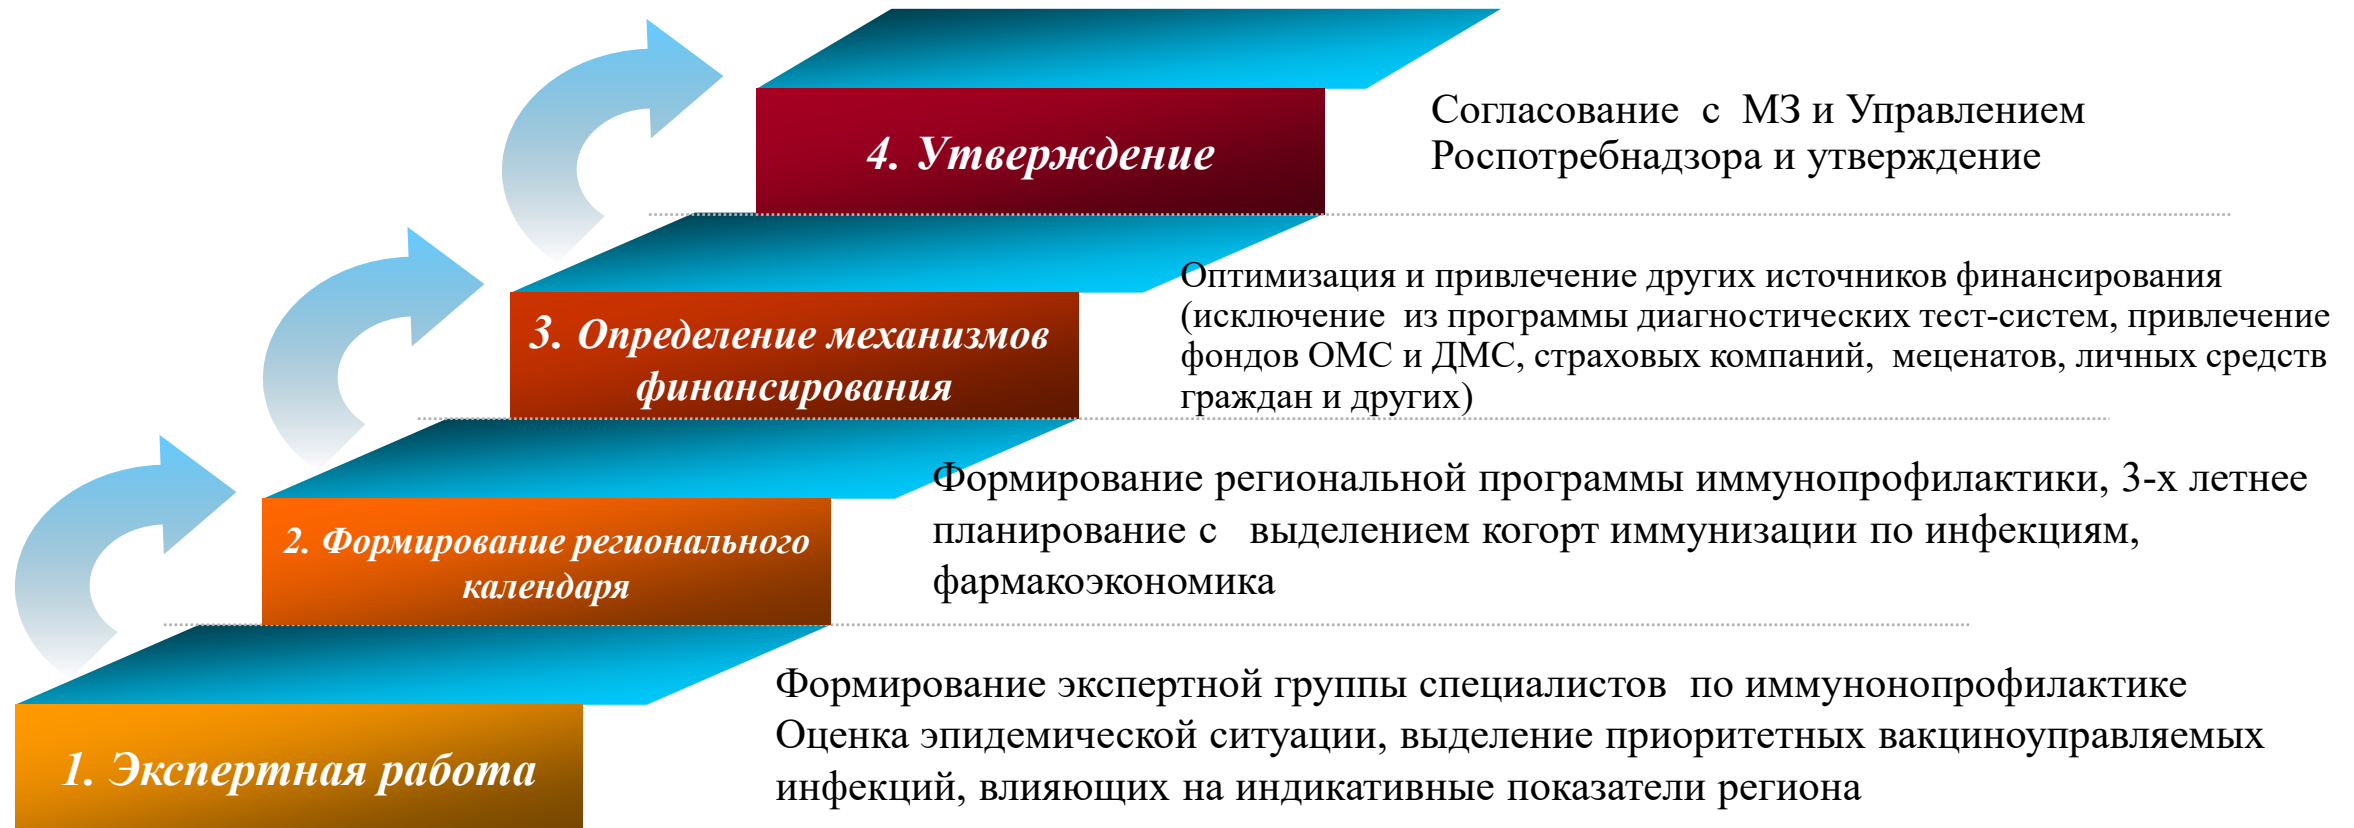 4. Утверждение
Согласование с МЗ и Управлением
Роспотребнадзора и утверждение
3. Определение механизмов
финансирования
Оптимизация и привлечение других источников финансирования
(исключение из программы диагностических тест-систем, привлечение
фондов ОМС и ДМС, страховых компаний, меценатов, личных средств
граждан и других)
2. Формирование регионального
календаря
Формирование региональной программы иммунопрофилактики, 3-х летнее
планирование с выделением когорт иммунизации по инфекциям,
фармакоэкономика
1. Экспертная работа
Формирование экспертной группы специалистов по иммунонопрофилактике
Оценка эпидемической ситуации, выделение приоритетных вакциноуправляемых
инфекций, влияющих на индикативные показатели региона